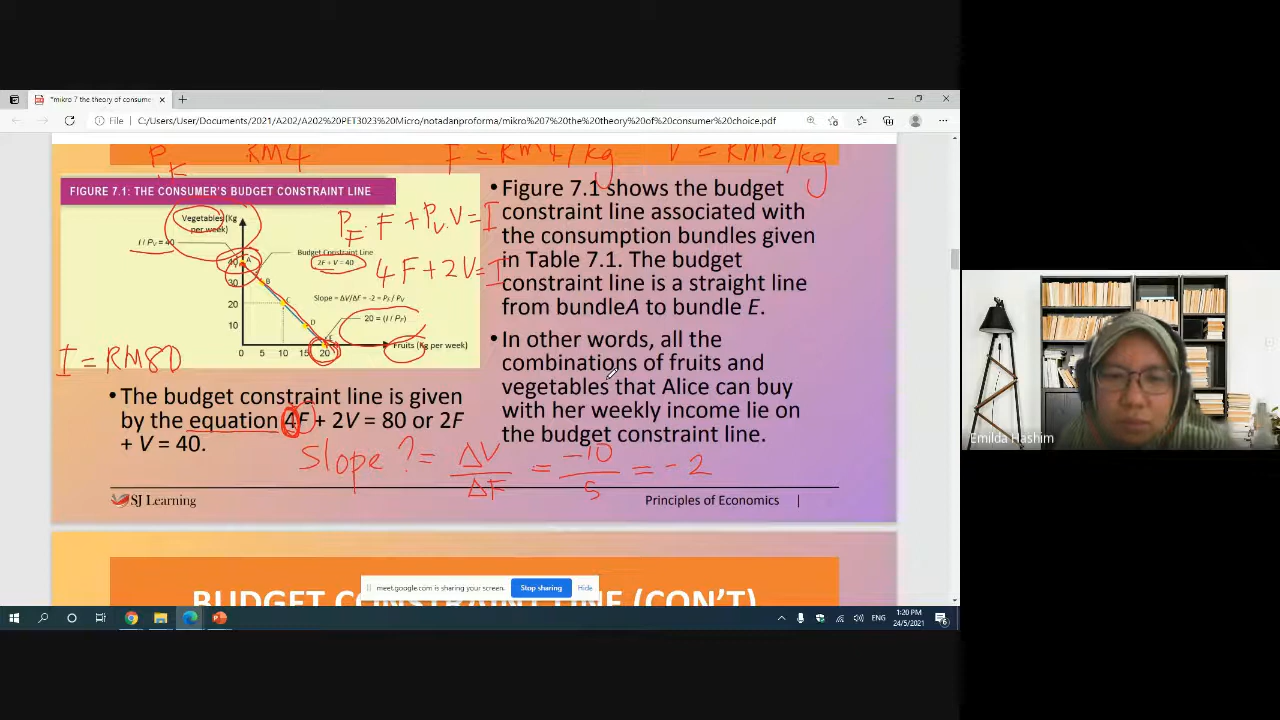 *mikro 7 the theory of consume
File
C:/Users/User/Documents/2021/A202/A202%20PET3023%20Micro/notadanproforma/mikro%207%20the%20theory%20of%20consumer%20choice.pdf
P K RM4 F = RM4/kg V = RM2/kg
FIGURE 7.1: THE CONSUMER'S BUDGET CONSTRAINT LINE
Vegetables (Kg
per week)
I / PV = 40
40
30
20
10
0 5 10 15 20
A
B
C
D
E
Budget Constraint Line
2F + V = 40
Slope = ΔV/ΔF = -2 = PF / PV
20 = (I / PF)
Fruits (Kg per week)
PF. F + PV. V = I
4F + 2V = I
I = RM80
• The budget constraint line is given
by the equation 4F + 2V = 80 or 2F
+ V = 40.
Slope ? = ΔV/ΔF = -10/5 = -2
• Figure 7.1 shows the budget
constraint line associated with
the consumption bundles given
in Table 7.1. The budget
constraint line is a straight line
from bundleA to bundle E.
• In other words, all the
combinations of fruits and
vegetables that Alice can buy
with her weekly income lie on
the budget constraint line.
SJ Learning
Principles of Economics |
BUDGET CONSTRAINT LINE (CON'T)
meet.google.com is sharing your screen.
Stop sharing
Hide
ENG
1:20 PM
24/5/2021
6
Emilda Hashim